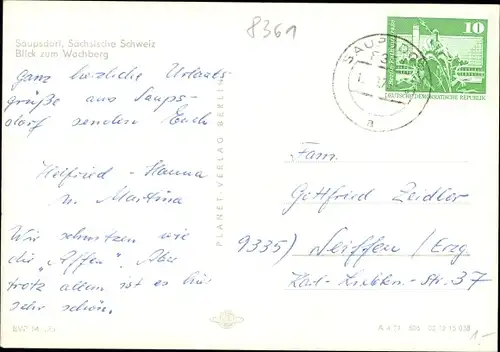 8361
Saupsdorf, Sächsische Schweiz
Blick zum Wachberg
Ganz herzliche Urlaubs-
grüße aus Saups-
dorf senden Euch
Helfried - Hanna
u. Martina
Wir schwitzen wie
die "Affen". Aber
trotz allem ist es hier
sehr schön.
PLANET-VERLAG BERLIN
10
DEUTSCHE DEMOKRATISCHE REPUBLIK
SAUPSDORF
a
Fam.
Gottfried Zeidler
9335) Seiffen/Erzg.
Karl-Liebkn.-Str. 37
1.-